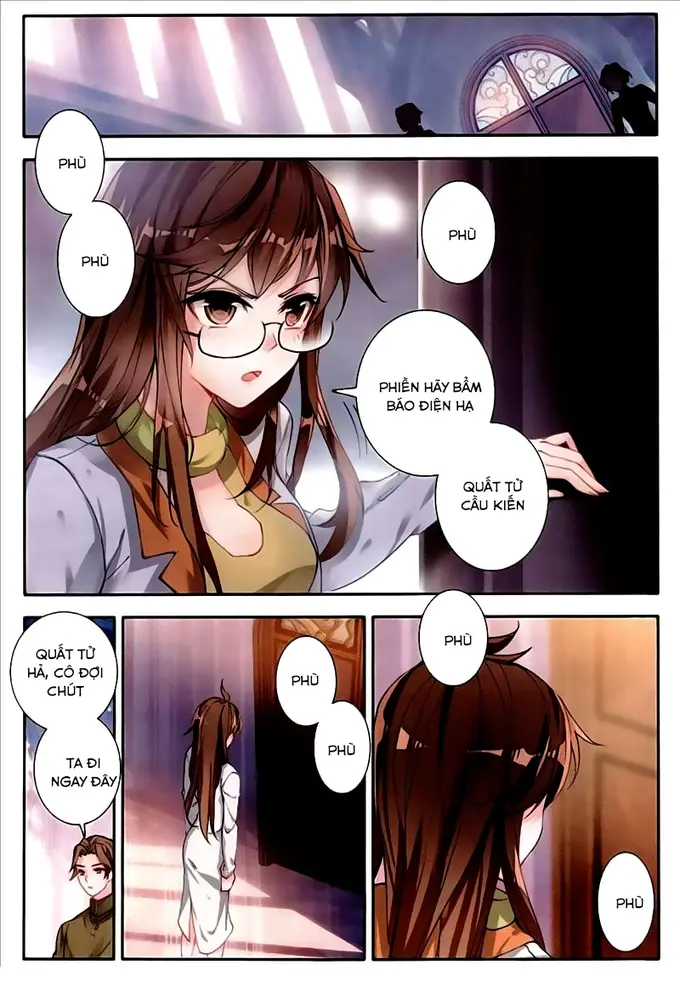 PHÙ
PHÙ
PHÙ
PHIỀN HÃY BẨM
BÁO ĐIỆN HẠ
QUẤT TỬ
CẦU KIẾN
QUẤT TỬ
HẢ, CÔ ĐỢI
CHÚT
TA ĐI
NGAY ĐÂY
PHÙ
PHÙ
PHÙ
PHÙ